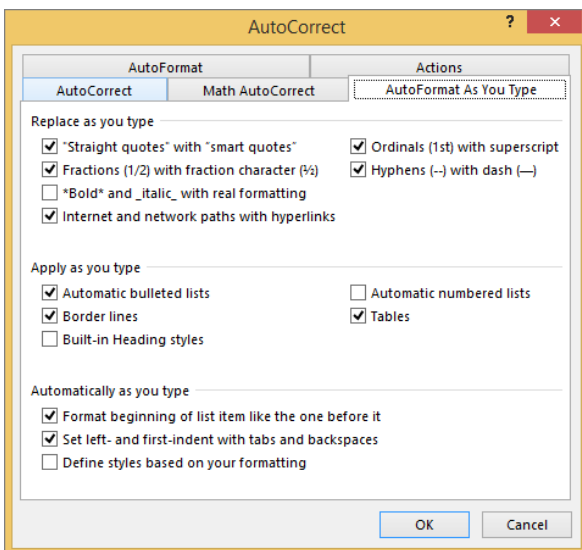 AutoCorrect
?
×
AutoFormat Actions
AutoCorrect Math AutoCorrect AutoFormat As You Type
Replace as you type
"Straight quotes" with “smart quotes”
Ordinals (1st) with superscript
Fractions (1/2) with fraction character (½)
Hyphens (--) with dash (—)
*Bold* and _italic_ with real formatting
Internet and network paths with hyperlinks
Apply as you type
Automatic bulleted lists
Automatic numbered lists
Border lines
Tables
Built-in Heading styles
Automatically as you type
Format beginning of list item like the one before it
Set left- and first-indent with tabs and backspaces
Define styles based on your formatting
OK Cancel